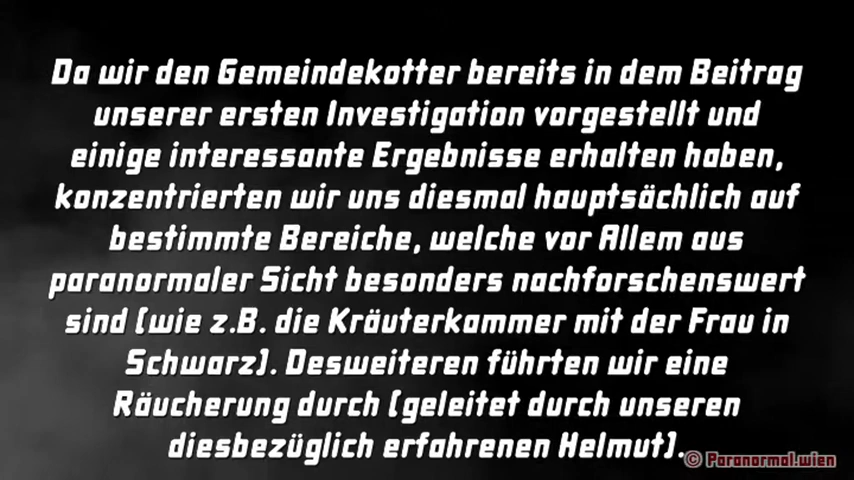 Da wir den Gemeindekotter bereits in dem Beitrag
unserer ersten Investigation vorgestellt und
einige interessante Ergebnisse erhalten haben,
konzentrierten wir uns diesmal hauptsächlich auf
bestimmte Bereiche, welche vor Allem aus
paranormaler Sicht besonders nachforschenswert
sind (wie z.B. die Kräuterkammer mit der Frau in
Schwarz). Desweiteren führten wir eine
Räucherung durch (geleitet durch unseren
diesbezüglich erfahrenen Helmut).
© Paranormal.wien